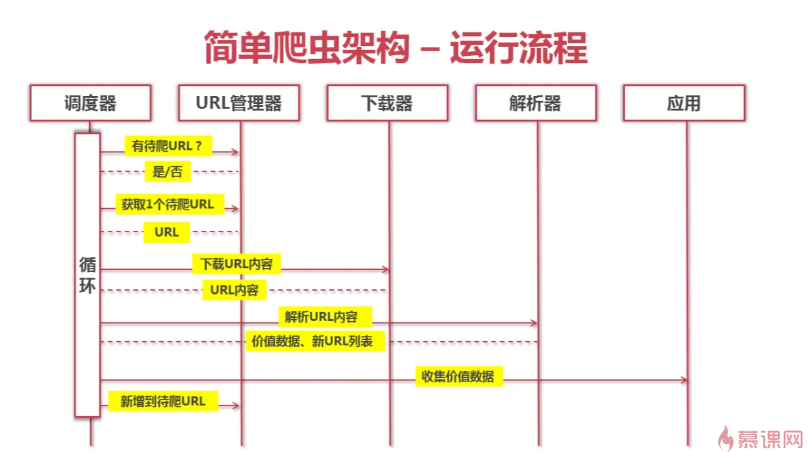 简单爬虫架构 – 运行流程
调度器
URL管理器
下载器
解析器
应用
有待爬URL？
是/否
获取1个待爬URL
URL
下载URL内容
循环
URL内容
解析URL内容
价值数据、新URL列表
收集价值数据
新增到待爬URL
慕课网